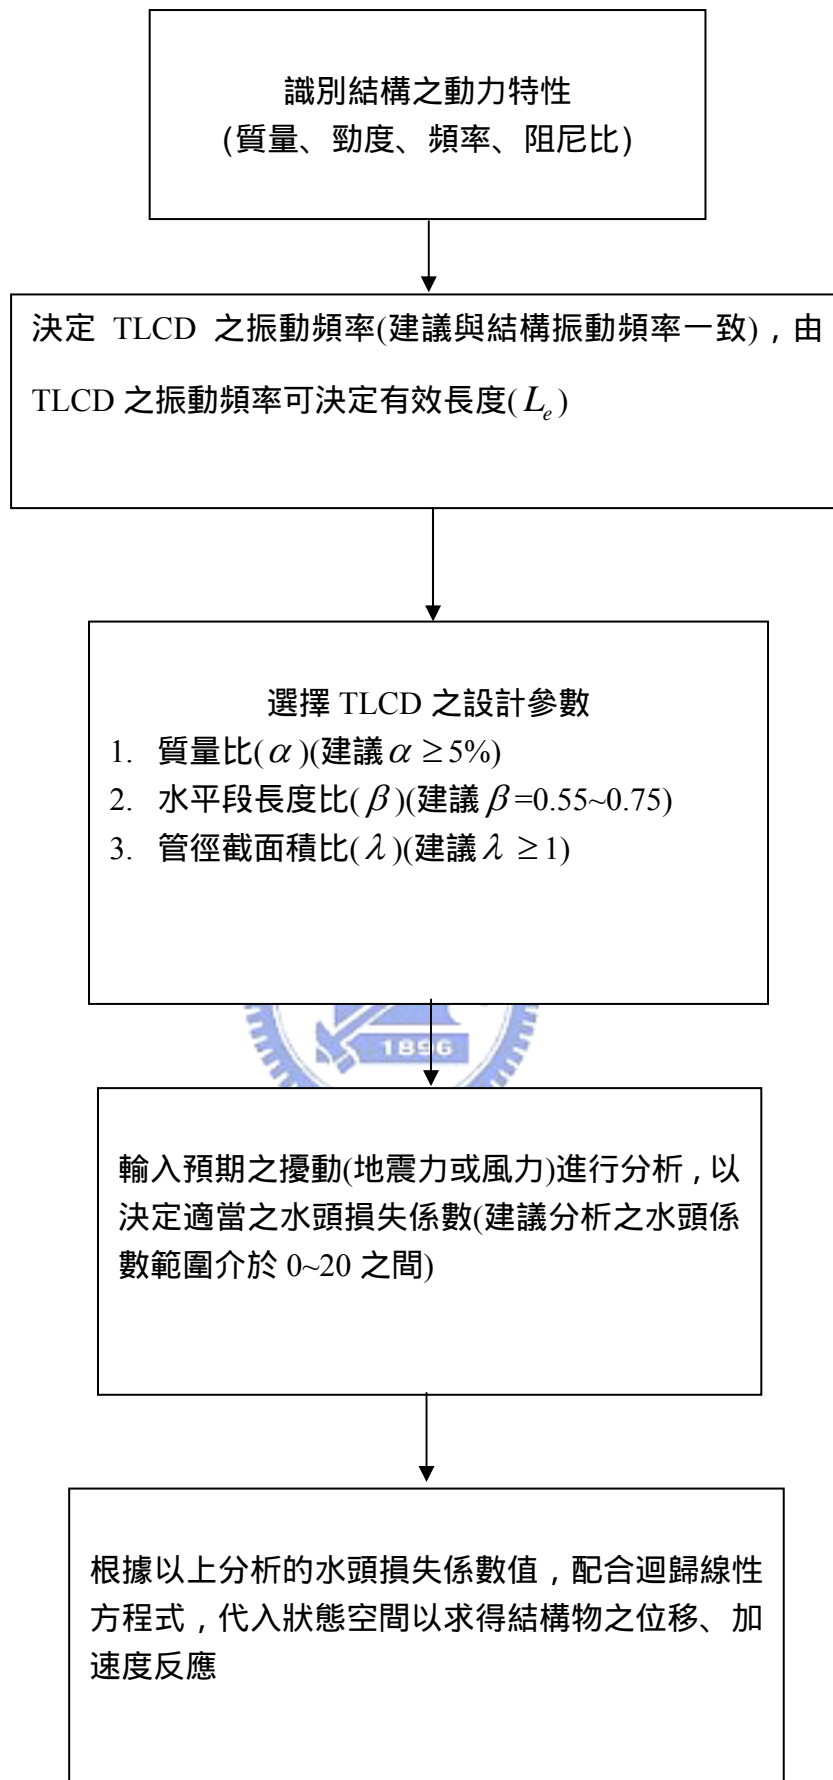 識別結構之動力特性
(質量、勁度、頻率、阻尼比)
決定 TLCD 之振動頻率(建議與結構振動頻率一致)，由
TLCD 之振動頻率可決定有效長度(Le)
選擇 TLCD 之設計參數
1. 質量比(α)(建議α≥5%)
2. 水平段長度比(β)(建議β=0.55~0.75)
3. 管徑截面積比(λ)(建議λ≥1)
1896
輸入預期之擾動(地震力或風力)進行分析，以
決定適當之水頭損失係數(建議分析之水頭係
數範圍介於 0~20 之間)
根據以上分析的水頭損失係數值，配合迴歸線性
方程式，代入狀態空間以求得結構物之位移、加
速度反應